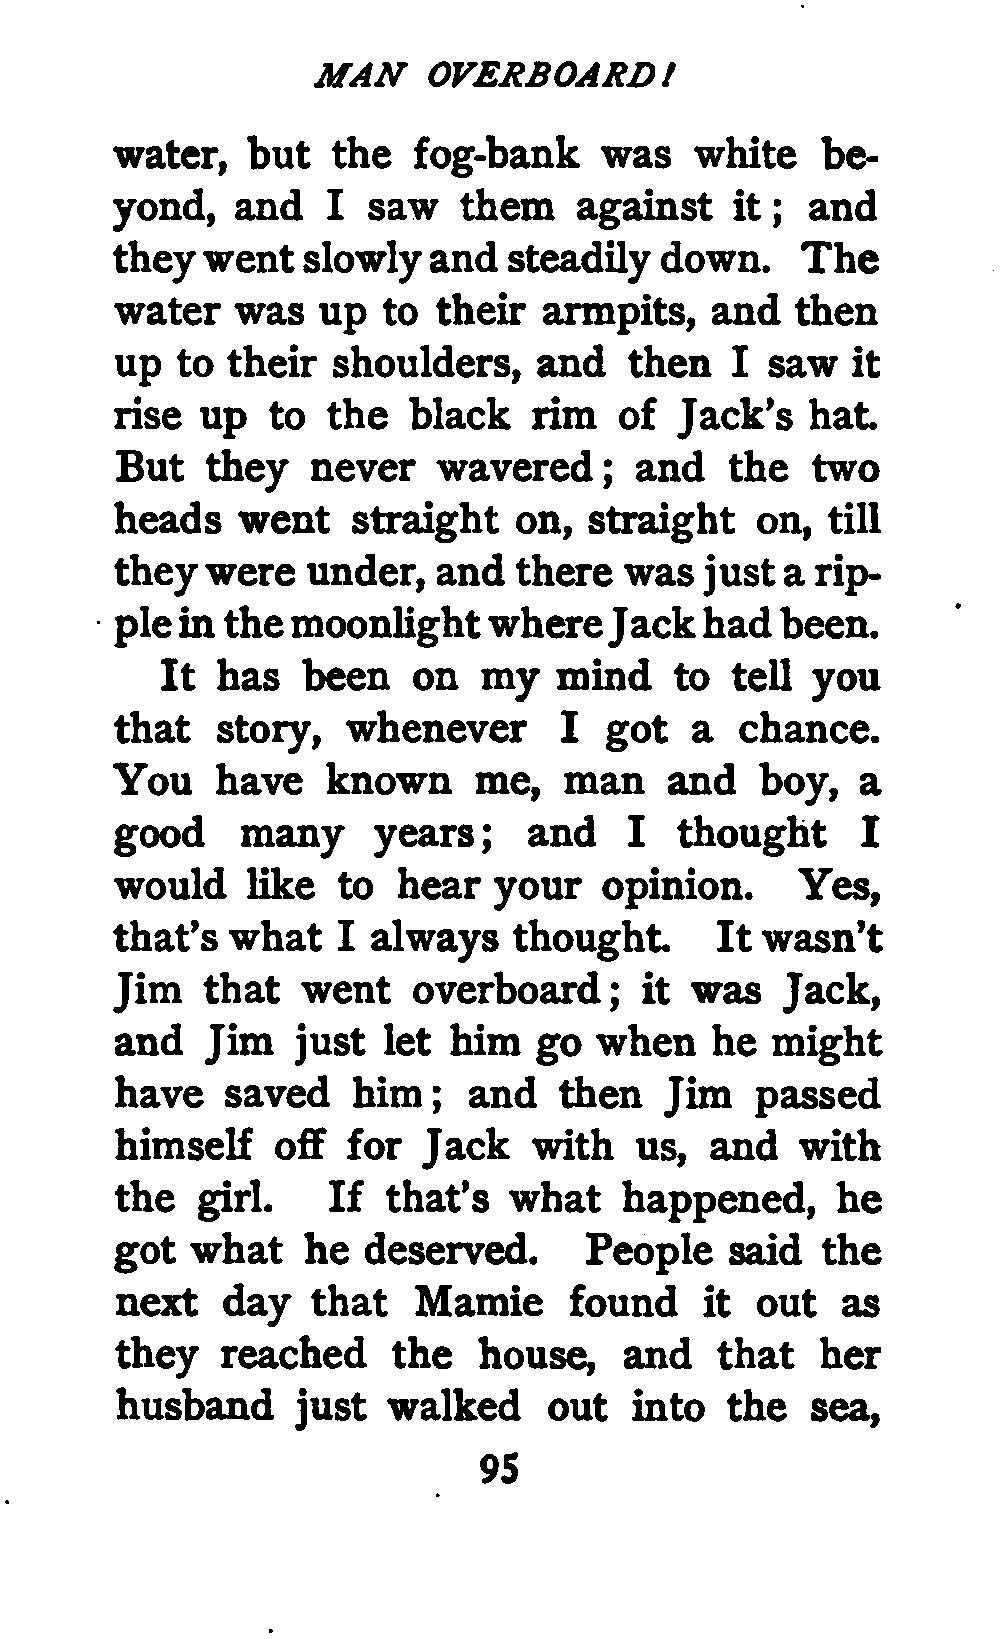 MAN OVERBOARD!
water, but the fog-bank was white be-
yond, and I saw them against it; and
they went slowly and steadily down. The
water was up to their armpits, and then
up to their shoulders, and then I saw it
rise up to the black rim of Jack's hat.
But they never wavered; and the two
heads went straight on, straight on, till
they were under, and there was just a rip-
ple in the moonlight where Jack had been.
It has been on my mind to tell you
that story, whenever I got a chance.
You have known me, man and boy, a
good many years; and I thought I
would like to hear your opinion. Yes,
that's what I always thought. It wasn't
Jim that went overboard; it was Jack,
and Jim just let him go when he might
have saved him; and then Jim passed
himself off for Jack with us, and with
the girl. If that's what happened, he
got what he deserved. People said the
next day that Mamie found it out as
they reached the house, and that her
husband just walked out into the sea,
95